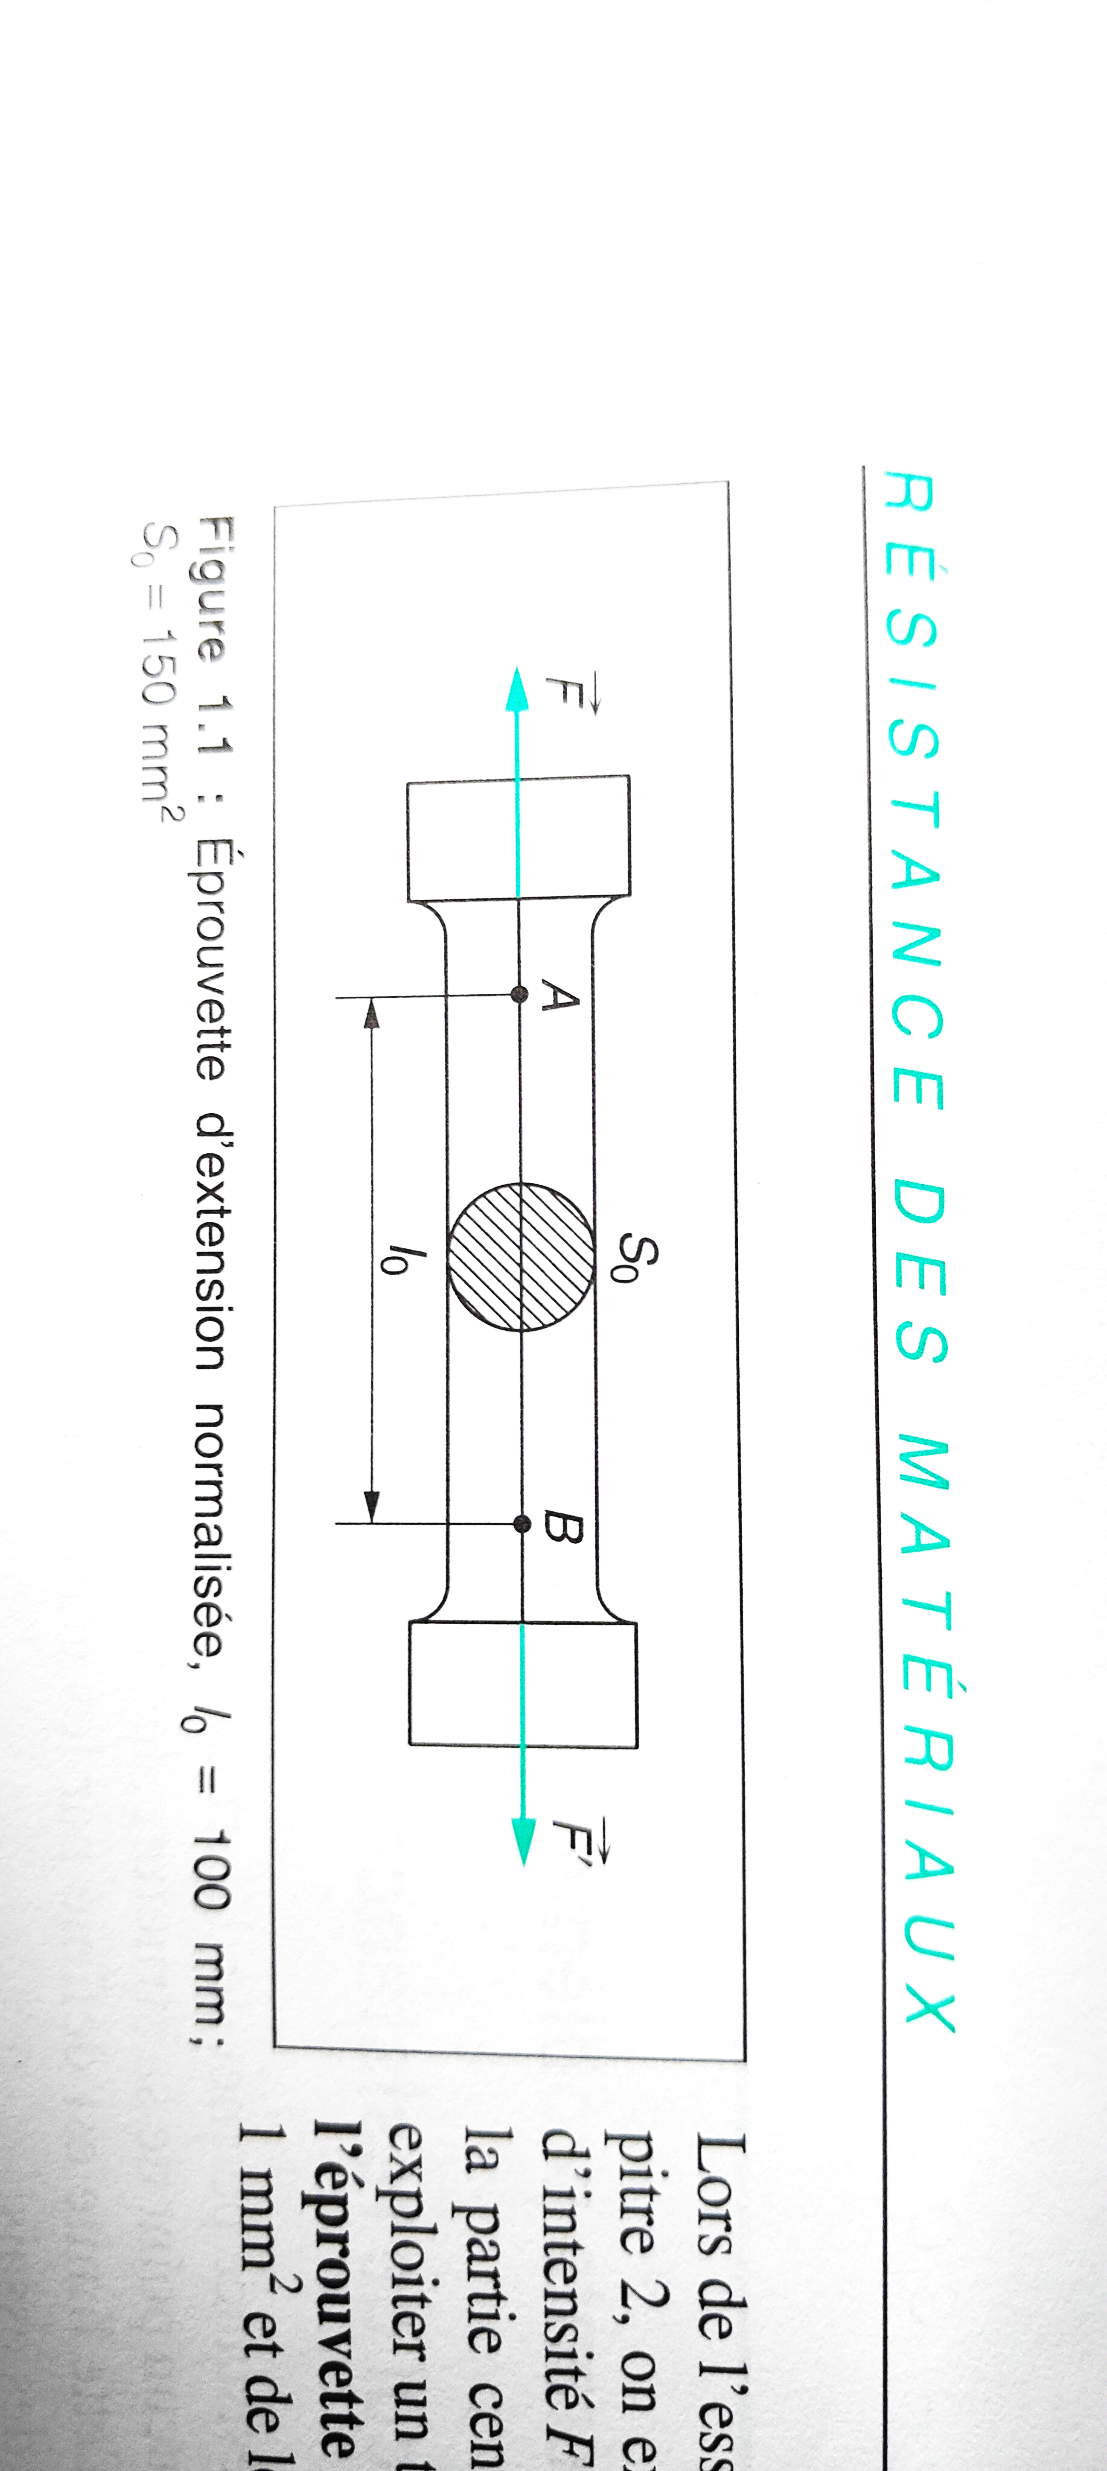 RÉSISTANCE DES MATÉRIAUX
F
A
S₀
B
F'
l₀
Figure 1.1 : Éprouvette d'extension normalisée, l₀ = 100 mm;
S₀ = 150 mm²
Lors de l'ess
pitre 2, on ex
d'intensité F
la partie cen
exploiter un t
l'éprouvette
1 mm² et de l